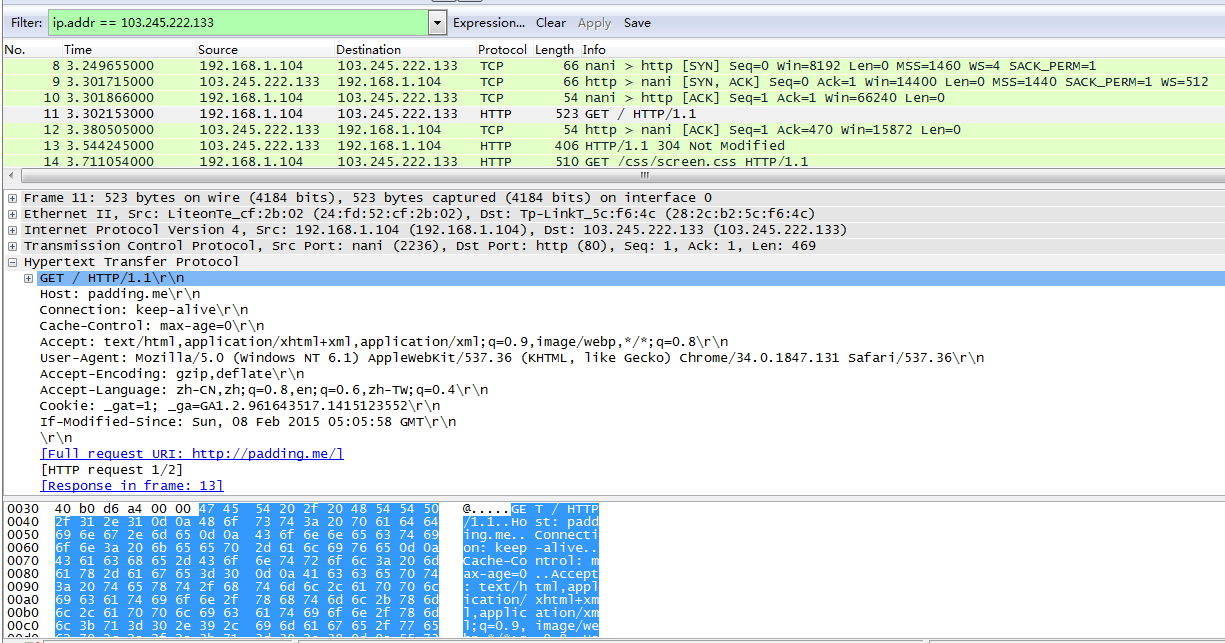 Filter: ip.addr == 103.245.222.133 Expression... Clear Apply Save
No. Time Source Destination Protocol Length Info
8 3.249655000 192.168.1.104 103.245.222.133 TCP 66 nani > http [SYN] Seq=0 Win=8192 Len=0 MSS=1460 WS=4 SACK_PERM=1
9 3.301715000 103.245.222.133 192.168.1.104 TCP 66 http > nani [SYN, ACK] Seq=0 Ack=1 Win=14400 Len=0 MSS=1440 SACK_PERM=1 WS=512
10 3.301866000 192.168.1.104 103.245.222.133 TCP 54 nani > http [ACK] Seq=1 Ack=1 Win=66240 Len=0
11 3.302153000 192.168.1.104 103.245.222.133 HTTP 523 GET / HTTP/1.1
12 3.380505000 103.245.222.133 192.168.1.104 TCP 54 http > nani [ACK] Seq=1 Ack=470 Win=15872 Len=0
13 3.544245000 103.245.222.133 192.168.1.104 HTTP 406 HTTP/1.1 304 Not Modified
14 3.711054000 192.168.1.104 103.245.222.133 HTTP 510 GET /css/screen.css HTTP/1.1
Frame 11: 523 bytes on wire (4184 bits), 523 bytes captured (4184 bits) on interface 0
Ethernet II, Src: LiteonTe_cf:2b:02 (24:fd:52:cf:2b:02), Dst: Tp-LinkT_5c:f6:4c (28:2c:b2:5c:f6:4c)
Internet Protocol Version 4, Src: 192.168.1.104 (192.168.1.104), Dst: 103.245.222.133 (103.245.222.133)
Transmission Control Protocol, Src Port: nani (2236), Dst Port: http (80), Seq: 1, Ack: 1, Len: 469
Hypertext Transfer Protocol
GET / HTTP/1.1\r\n
Host: padding.me\r\n
Connection: keep-alive\r\n
Cache-Control: max-age=0\r\n
Accept: text/html,application/xhtml+xml,application/xml;q=0.9,image/webp,*/*;q=0.8\r\n
User-Agent: Mozilla/5.0 (Windows NT 6.1) AppleWebKit/537.36 (KHTML, like Gecko) Chrome/34.0.1847.131 Safari/537.36\r\n
Accept-Encoding: gzip,deflate\r\n
Accept-Language: zh-CN,zh;q=0.8,en;q=0.6,zh-TW;q=0.4\r\n
Cookie: _gat=1; _ga=GA1.2.961643517.1415123552\r\n
If-Modified-Since: Sun, 08 Feb 2015 05:05:58 GMT\r\n
\r\n
[Full request URI: http://padding.me/]
[HTTP request 1/2]
[Response in frame: 13]
0030 40 b0 d6 a4 00 00 47 45 54 20 2f 20 48 54 54 50 @.....GE T / HTTP
0040 2f 31 2e 31 0d 0a 48 6f 73 74 3a 20 70 61 64 64 /1.1..Ho st: padd
0050 69 6e 67 2e 6d 65 0d 0a 43 6f 6e 6e 65 63 74 69 ing.me.. Connecti
0060 6f 6e 3a 20 6b 65 65 70 2d 61 6c 69 76 65 0d 0a on: keep -alive..
0070 43 61 63 68 65 2d 43 6f 6e 74 72 6f 6c 3a 20 6d Cache-Co ntrol: m
0080 61 78 2d 61 67 65 3d 30 0d 0a 41 63 63 65 70 74 ax-age=0 ..Accept
0090 3a 20 74 65 78 74 2f 68 74 6d 6c 2c 61 70 70 6c : text/h tml,appl
00a0 69 63 61 74 69 6f 6e 2f 78 68 74 6d 6c 2b 78 6d ication/ xhtml+xm
00b0 6c 2c 61 70 70 6c 69 63 61 74 69 6f 6e 2f 78 6d l,applic ation/xm
00c0 6c 3b 71 3d 30 2e 39 2c 69 6d 61 67 65 2f 77 65 l;q=0.9, image/we